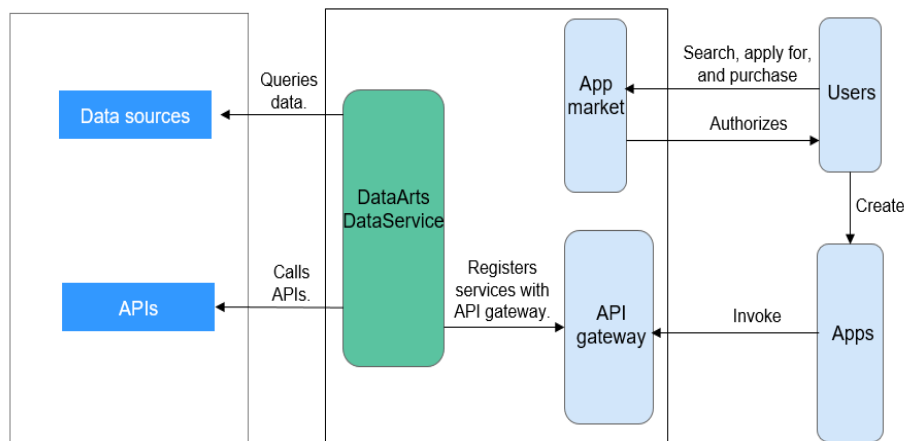 Queries
data.
Data sources
DataArts
DataService
Calls
APIs.
APIs
Registers
services with
API gateway.
App
market
API
gateway
Search, apply for,
and purchase
Authorizes
Users
Create
Invoke
Apps